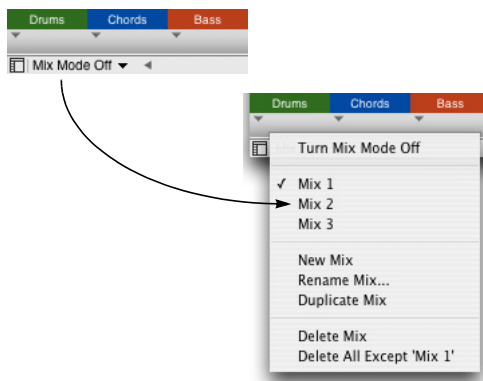 Drums Chords Bass
Mix Mode Off
Drums Chords Bass
Turn Mix Mode Off
✓ Mix 1
Mix 2
Mix 3
New Mix
Rename Mix...
Duplicate Mix
Delete Mix
Delete All Except 'Mix 1'